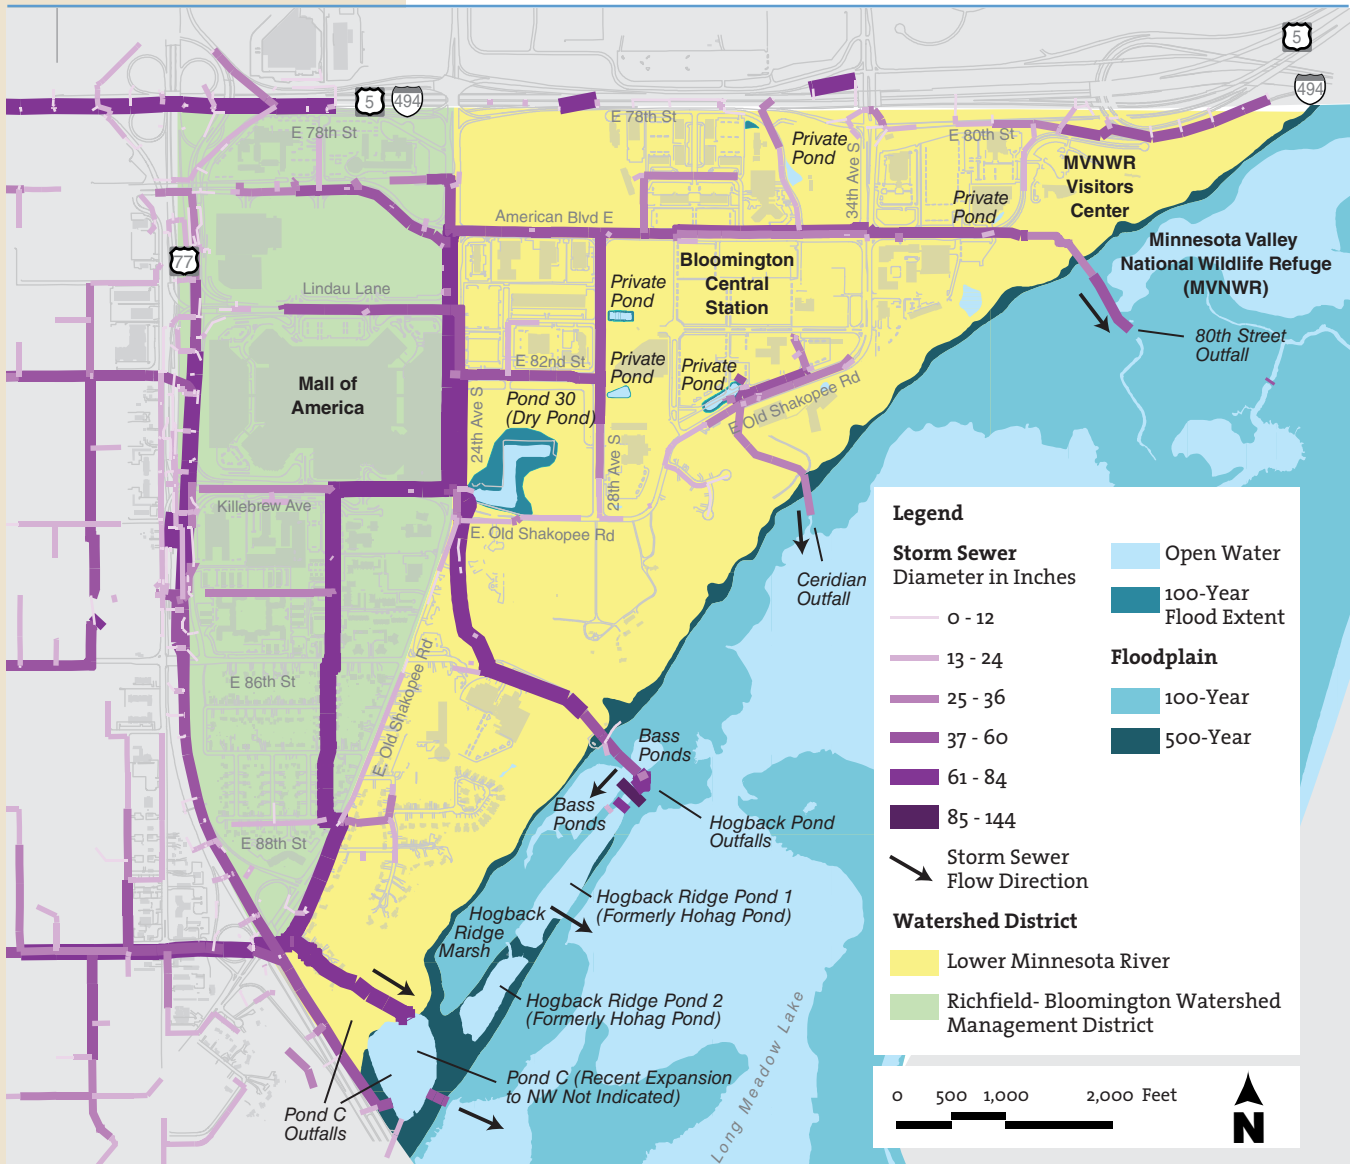 5
494
5
494
E 78th St
E 78th St
E 80th St
Private
Pond
34th Ave S
MVNWR
Visitors
Center
Private
Pond
American Blvd E
77
Minnesota Valley
National Wildlife Refuge
(MVNWR)
Bloomington
Central
Station
Lindau Lane
Private
Pond
80th Street
Outfall
E 82nd St
Private
Pond
Private
Pond
Mall of
America
E Old Shakopee Rd
24th Ave S
Pond 30
(Dry Pond)
28th Ave S
Killebrew Ave
E. Old Shakopee Rd
Ceridian
Outfall
E 86th St
E. Old Shakopee Rd
Bass
Ponds
Bass
Ponds
Hogback Pond
Outfalls
E 88th St
Hogback Ridge Pond 1
(Formerly Hohag Pond)
Hogback
Ridge
Marsh
Hogback Ridge Pond 2
(Formerly Hohag Pond)
Long Meadow Lake
Pond C (Recent Expansion
to NW Not Indicated)
Pond C
Outfalls
Legend
Storm Sewer
Diameter in Inches
0 - 12
13 - 24
25 - 36
37 - 60
61 - 84
85 - 144
Storm Sewer
Flow Direction
Open Water
100-Year
Flood Extent
Floodplain
100-Year
500-Year
Watershed District
Lower Minnesota River
Richfield- Bloomington Watershed
Management District
0 500 1,000 2,000 Feet
N